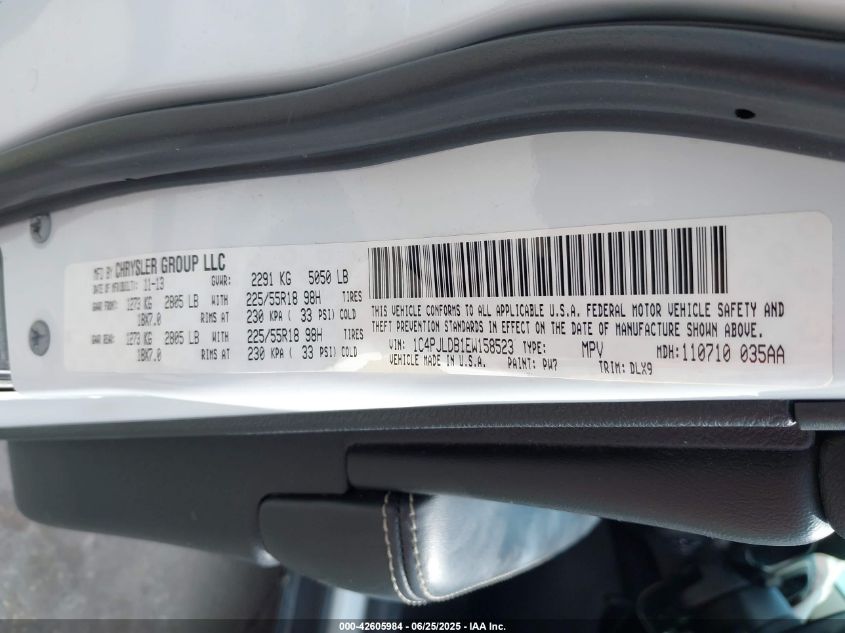 MFD BY CHRYSLER GROUP LLC
DATE OF MFR(BUILT): 11-13 GVWR: 2291 KG 5050 LB
GAWR FRONT: 1273 KG 2805 LB WITH 225/55R18 98H TIRES
18X7.0 RIMS AT 230 KPA ( 33 PSI) COLD
GAWR REAR: 1273 KG 2805 LB WITH 225/55R18 98H TIRES
18X7.0 RIMS AT 230 KPA ( 33 PSI) COLD
THIS VEHICLE CONFORMS TO ALL APPLICABLE U.S.A. FEDERAL MOTOR VEHICLE SAFETY AND
THEFT PREVENTION STANDARDS IN EFFECT ON THE DATE OF MANUFACTURE SHOWN ABOVE.
VIN: 1C4PJLDB1EW158523 TYPE: MPV MDH:110710 035AA
VEHICLE MADE IN U.S.A. PAINT: PW7 TRIM: DLX9
000-42605984 - 06/25/2025 - IAA Inc.